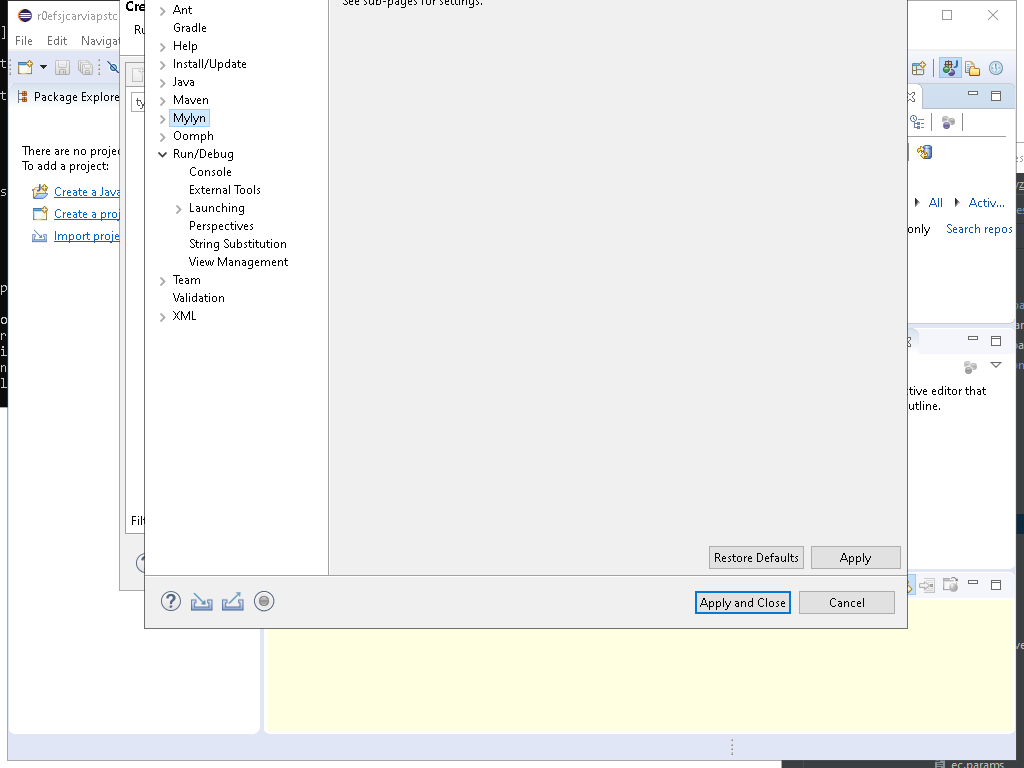 r0efsjcarviapstc
File Edit Navigat
Package Explore
There are no projec
To add a project:
Create a Java
Create a proj
Import proje
Cre
Ru
ty
Filt
See sub-pages for settings.
Ant
Gradle
Help
Install/Update
Java
Maven
Mylyn
Oomph
Run/Debug
Console
External Tools
Launching
Perspectives
String Substitution
View Management
Team
Validation
XML
Restore Defaults Apply
Apply and Close Cancel
All Activ...
only Search repos
tive editor that
utline.
ec.params